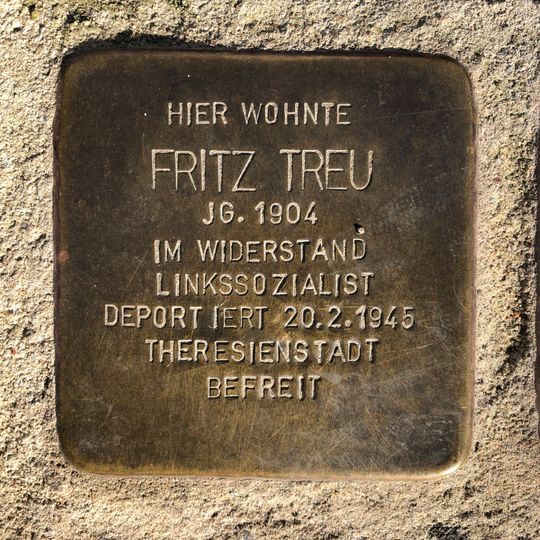 HIER WOHNTE
FRITZ TREU
JG. 1904
IM WIDERSTAND
LINKSSOZIALIST
DEPORTIERT 20.2.1945
THERESIENSTADT
BEFREIT